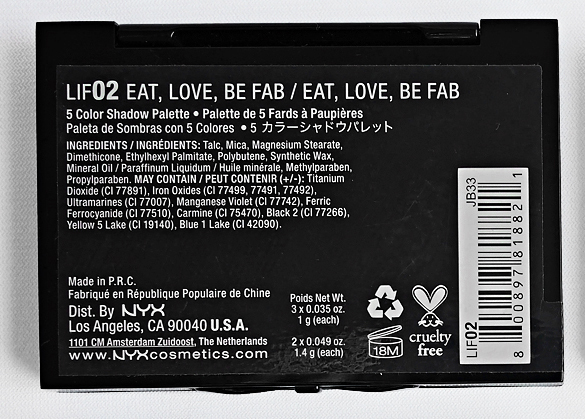 LIF02 EAT, LOVE, BE FAB / EAT, LOVE, BE FAB
5 Color Shadow Palette • Palette de 5 Fards à Paupières
Paleta de Sombras con 5 Colores • 5 カラーシャドウパレット
INGREDIENTS / INGRÉDIENTS: Talc, Mica, Magnesium Stearate,
Dimethicone, Ethylhexyl Palmitate, Polybutene, Synthetic Wax,
Mineral Oil / Paraffinum Liquidum / Huile minérale, Methylparaben,
Propylparaben. MAY CONTAIN / PEUT CONTENIR (+/-): Titanium
Dioxide (CI 77891), Iron Oxides (CI 77499, 77491, 77492),
Ultramarines (CI 77007), Manganese Violet (CI 77742), Ferric
Ferrocyanide (CI 77510), Carmine (CI 75470), Black 2 (CI 77266),
Yellow 5 Lake (CI 19140), Blue 1 Lake (CI 42090).
Made in P.R.C.
Fabriqué en République Populaire de Chine
Dist. By NYX
Los Angeles, CA 90040 U.S.A.
1101 CM Amsterdam Zuidoost, The Netherlands
www.NYXcosmetics.com
Poids Net Wt.
3 x 0.035 oz.
1 g (each)
2 x 0.049 oz.
1.4 g (each)
18M
cruelty
free
JB33
LIF02
8 00897 81882 1